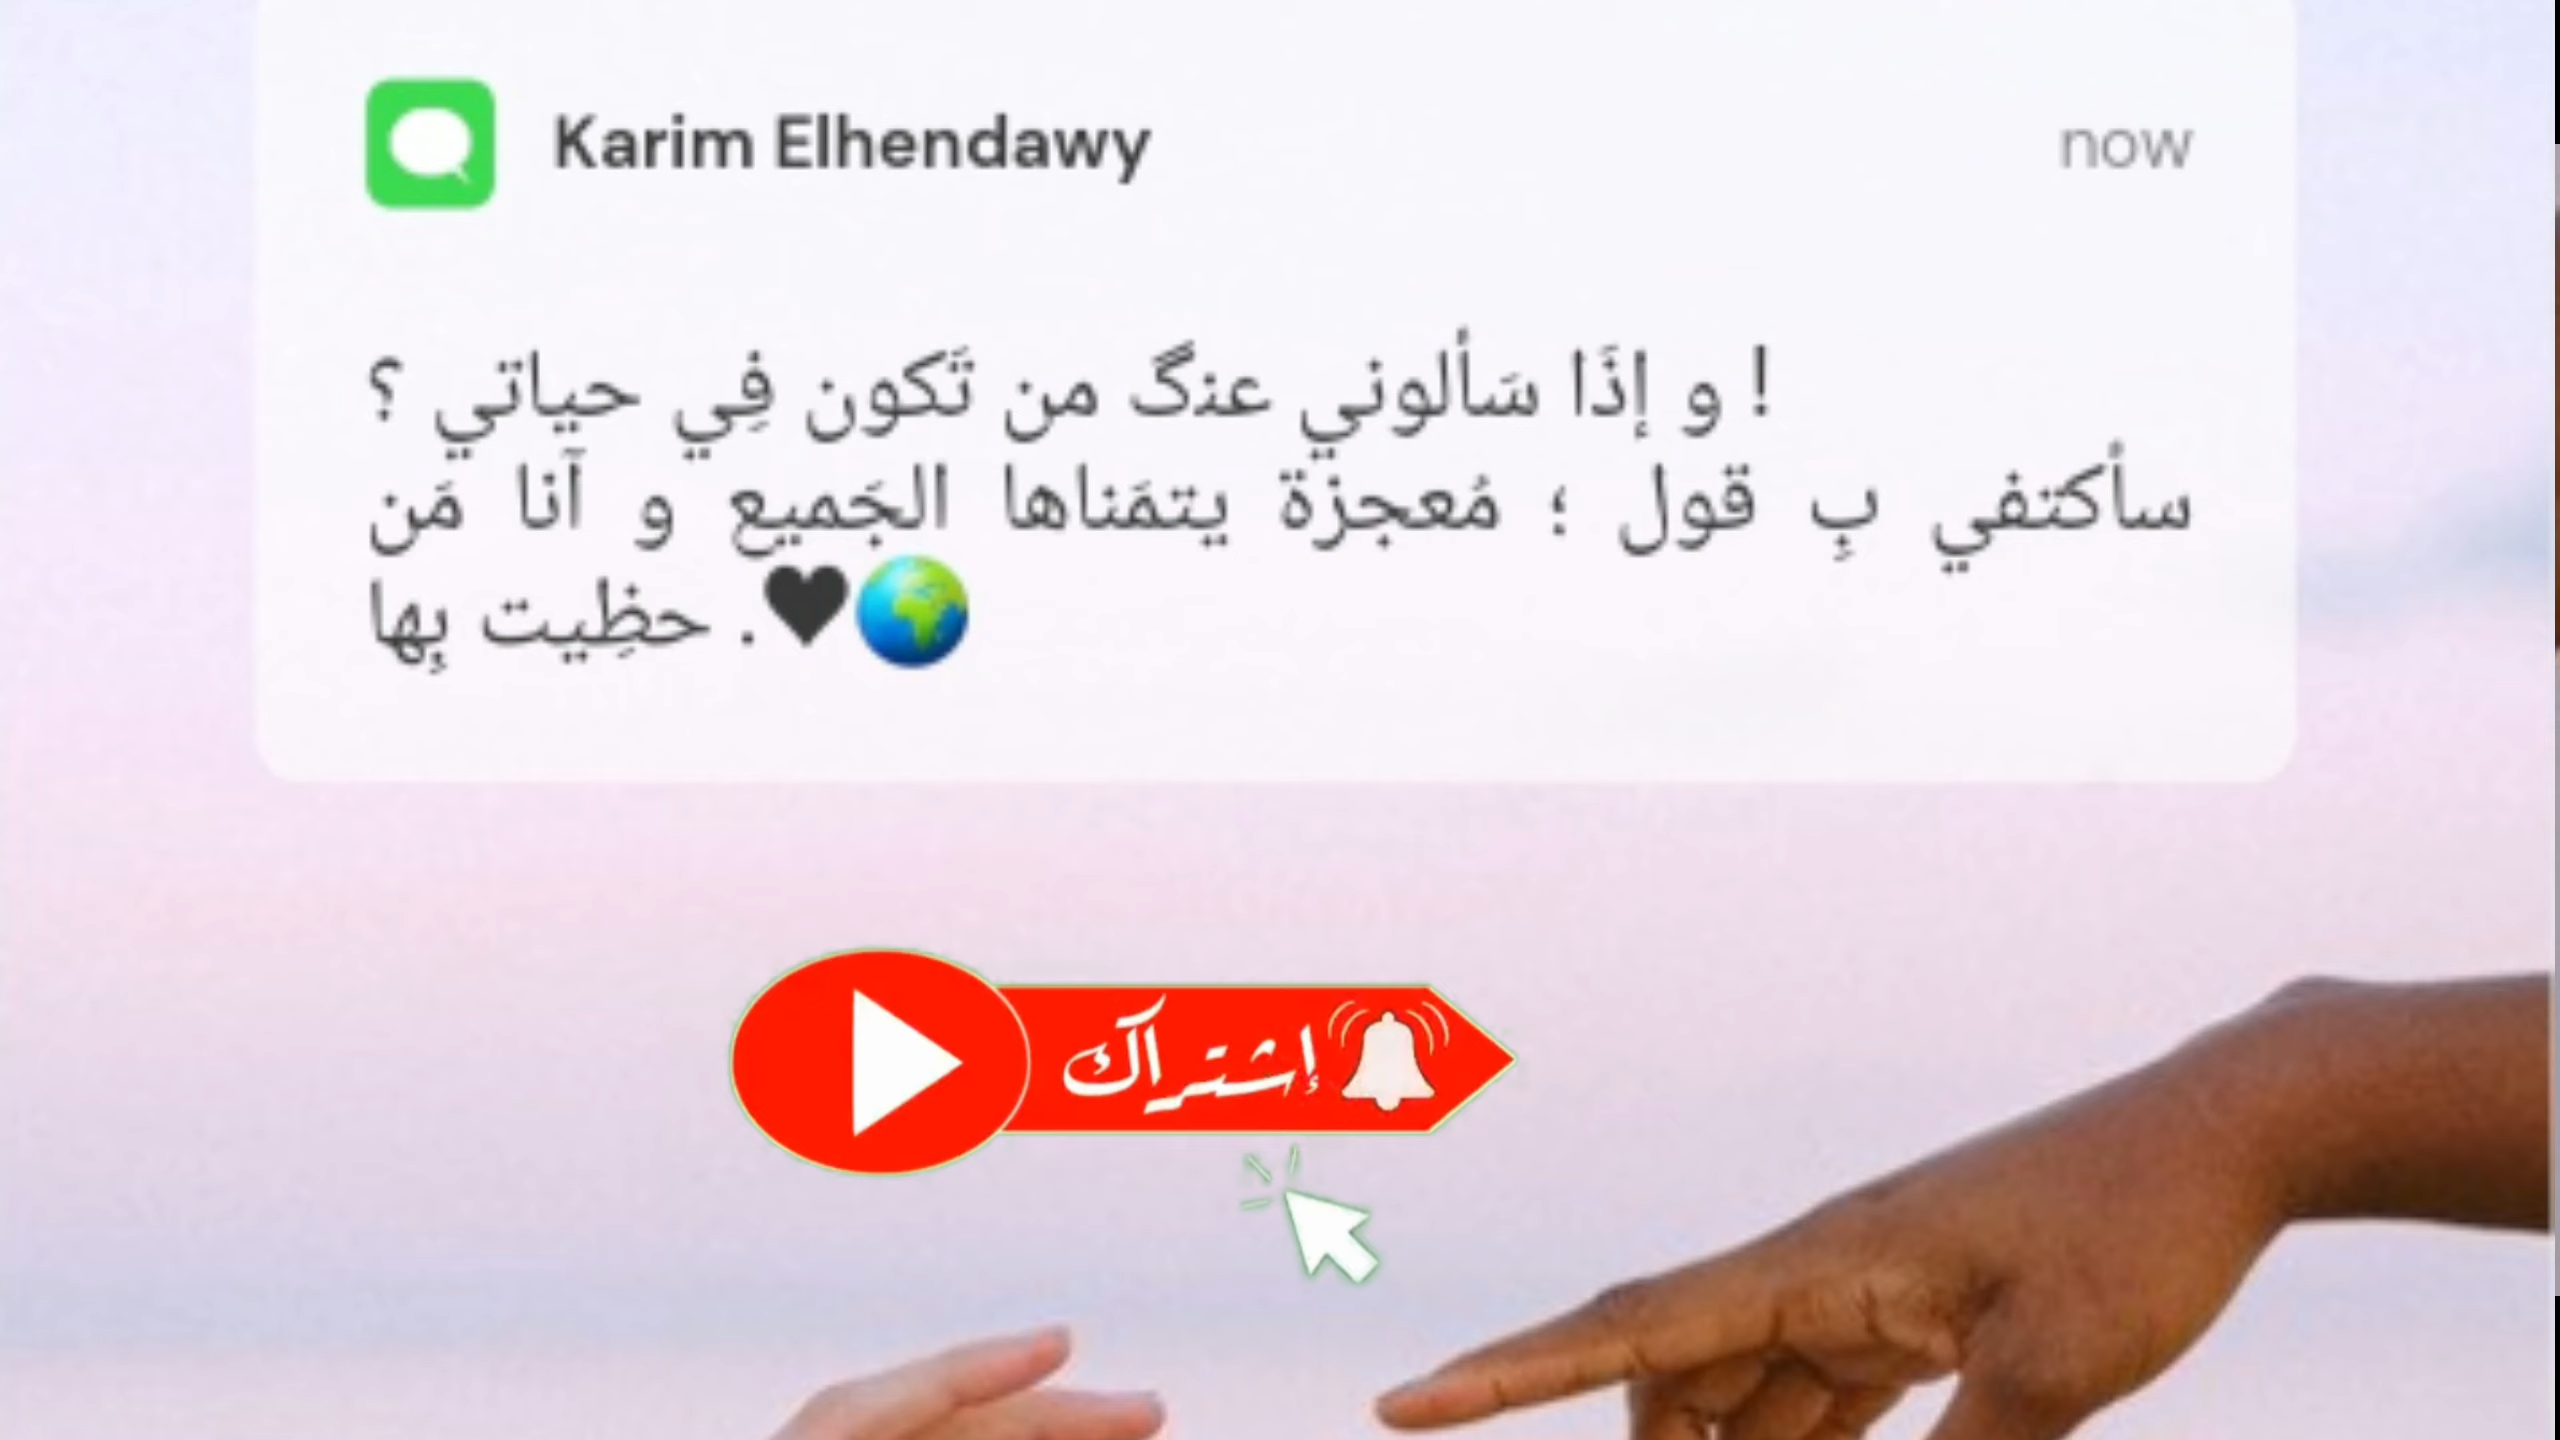 Karim Elhendawy
now
! و إذَا سَألوني عنگ من تَكون فِي حياتي ؟
سأكتفي بِ قول ؛ مُعجزة يتمَناها الجَميع و آنا مَن
حظِيت بِها .♥🌍
إشتراك